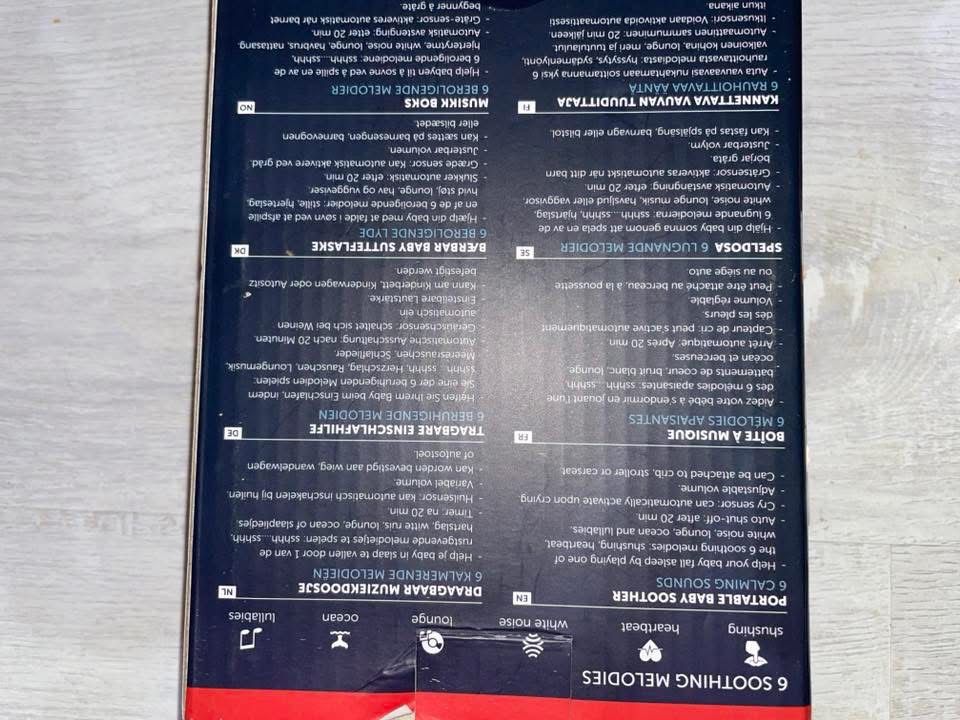 6 SOOTHING MELODIES
shushing
heartbeat
white noise
lounge
ocean
lullabies
PORTABLE BABY SOOTHER EN
6 CALMING SOUNDS
- Help your baby fall asleep by playing one of
the 6 soothing melodies: shushing, heartbeat,
white noise, lounge, ocean and lullabies.
- Auto shut-off: after 20 min.
- Cry sensor: can automatically activate upon crying
- Adjustable volume.
- Can be attached to crib, stroller or carseat
DRAAGBAAR MUZIEKDOOSJE NL
6 KALMERENDE MELODIEËN
- Help je baby in slaap te vallen door 1 van de
rustgevende melodietjes te spelen: sshhh....sshhh,
hartslag, witte ruis, lounge, ocean of slaapliedjes.
- Timer: na 20 min.
- Huilsensor: kan automatisch inschakelen bij huilen.
- Variabel volume.
- Kan worden bevestigd aan wieg, wandelwagen
of autostoel.
BOÎTE À MUSIQUE FR
6 MÉLODIES APAISANTES
- Aidez votre bébé à s'endormir en jouant l'une
des 6 mélodies apaisantes: sshhh....sshhh,
battements de coeur, bruit blanc, lounge,
océan et berceuses.
- Arrêt automatique: Après 20 min.
- Capteur de cri: peut s'activer automatiquement
dès les pleurs.
- Volume réglable.
- Peut être attaché au berceau, à la poussette
ou au siège auto.
TRAGBARE EINSCHLAFHILFE DE
6 BERUHIGENDE MELODIEN
- Helfen Sie Ihrem Baby beim Einschlafen, indem
Sie eine der 6 beruhigenden Melodien spielen:
sshhh....sshhh, Herzschlag, Rauschen, Loungemusik,
Meeresrauschen, Schlaflieder.
- Automatische Ausschaltung: nach 20 Minuten.
- Geräuschsensor: schaltet sich bei Weinen
automatisch ein
- Einstellbare Lautstärke.
- Kann am Kinderbett, Kinderwagen oder Autositz
befestigt werden.
SPELDOSA 6 LUGNANDE MELODIER SE
- Hjälp din baby somna genom att spela en av de
6 lugnande melodierna: sshhh....sshhh, hjärtslag,
white noise, lounge musik, havsljud eller vaggvisor.
- Automatisk avstängning: efter 20 min.
- Gråtsensor: aktiveras automatiskt när ditt barn
börjar gråta.
- Justerbar volym.
- Kan fästas på spjälsäng, barnvagn eller bilstol.
BÆRBAR BABY SUTTEFLASKE DK
6 BEROLIGENDE LYDE
- Hjælp din baby med at falde i søvn ved at afspille
en af de 6 beroligende melodier: stille, hjerteslag,
hvid støj, lounge, hav og vuggeviser.
- Slukker automatisk: efter 20 min.
- Græde sensor: Kan automatisk aktivere ved gråd.
- Justerbar volumen.
- Kan sættes på barnesengen, barnevognen
eller bilsædet.
KANNETTAVA VAUVAN TUUDITTAJA FI
6 RAUHOITTAVAA ÄÄNTÄ
- Auta vauvaasi nukahtamaan soittamana yksi 6
rauhoittavasta melodiasta: hyssytys, sydämenlyönti,
valkoinen kohina, lounge, meri ja tuutulaulut.
- Automaattinen sammuminen: 20 min jälkeen.
- Itkusensori: Voidaan aktivoida automaattisesti
itkun aikana.
MUSIKK BOKS NO
6 BEROLIGENDE MELODIER
- Hjelp babyen til å sovne ved å spille en av de
6 beroligende melodiene: sshhh....sshhh,
hjerterytme, white noise, lounge, havbrus, nattasang.
- Automatisk avstenging: etter 20 min
- Gråte-sensor: aktiveres automatisk når barnet
begynner å gråte.